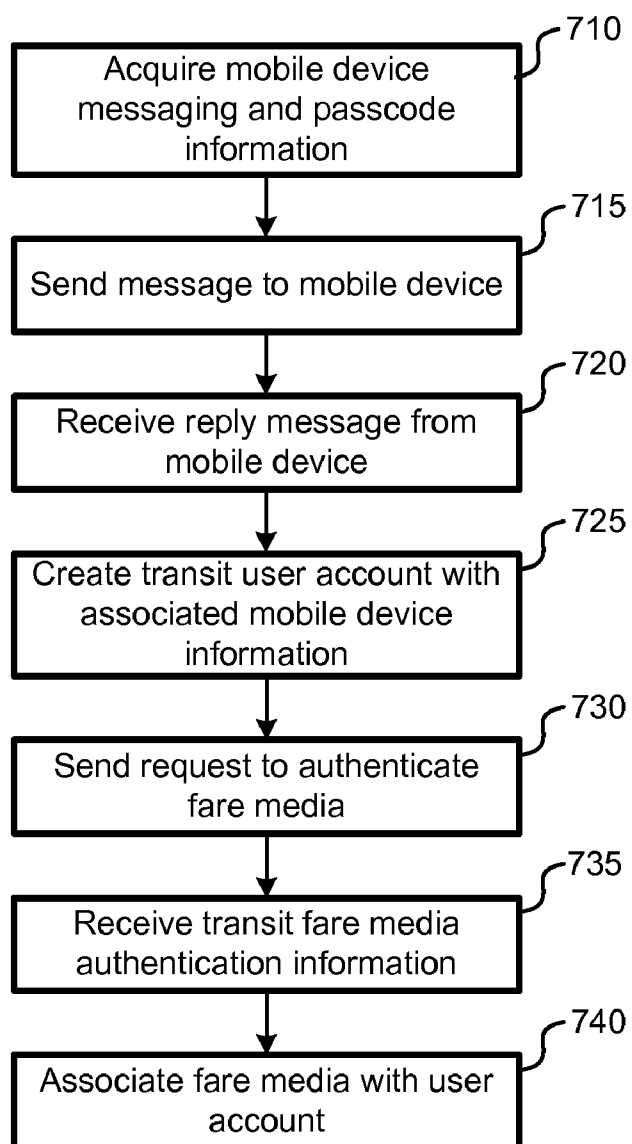 710
Acquire mobile device
messaging and passcode
information
715
Send message to mobile device
720
Receive reply message from
mobile device
725
Create transit user account with
associated mobile device
information
730
Send request to authenticate
fare media
735
Receive transit fare media
authentication information
740
Associate fare media with user
account